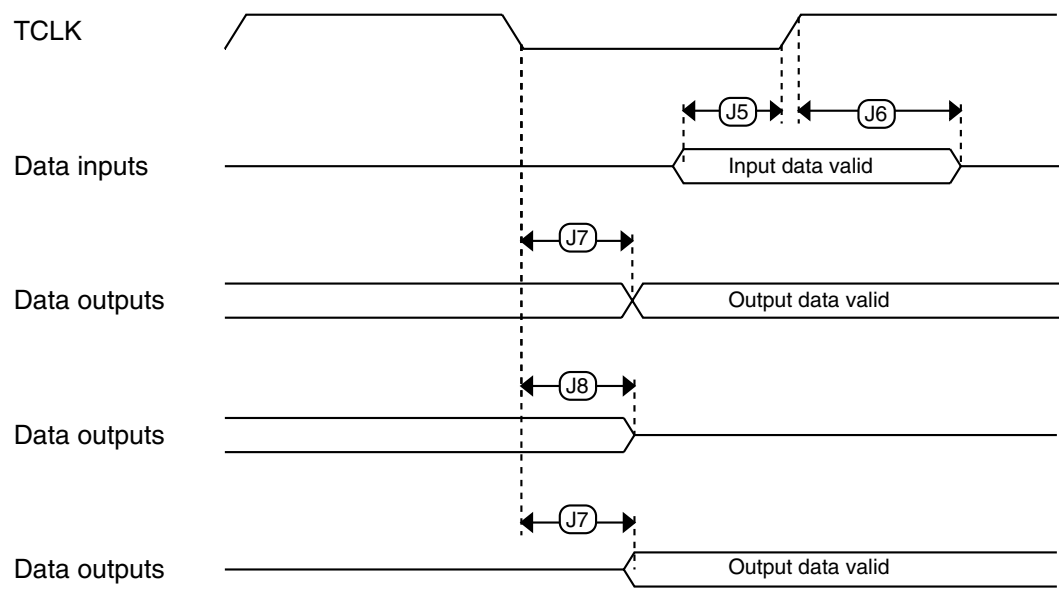 TCLK
J5
J6
Data inputs
Input data valid
J7
Data outputs
Output data valid
J8
Data outputs
J7
Data outputs
Output data valid